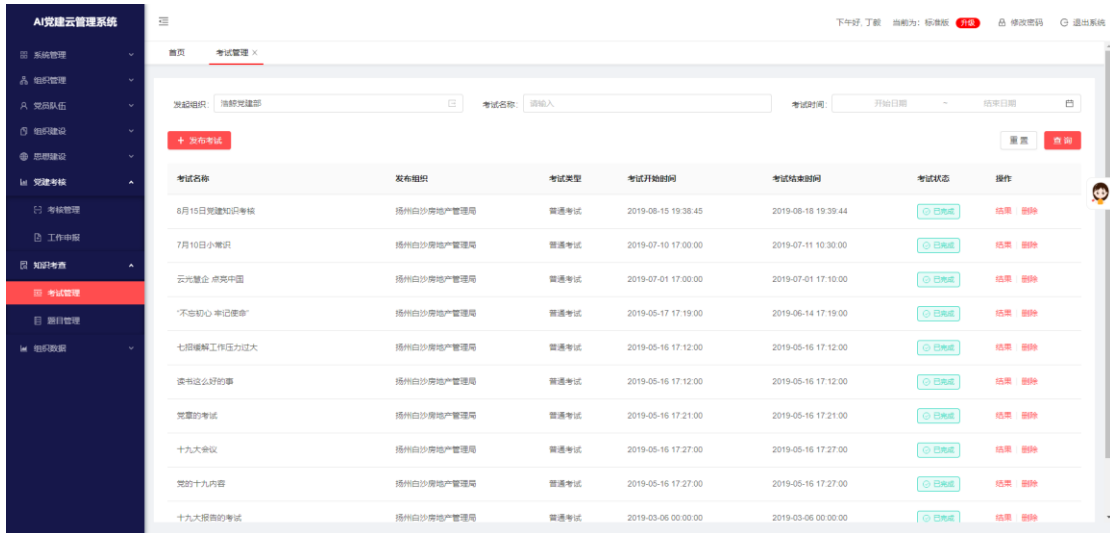 AI党建云管理系统
下午好, 丁毅 当前为: 标准版 升级 修改密码 退出系统
系统管理
组织管理
党员队伍
组织建设
思想建设
党建考核
考核管理
工作申报
知识考查
考试管理
题目管理
组织数据
首页 考试管理 ×
发起组织: 浩鲸党建部 考试名称: 请输入 考试时间: 开始日期 ~ 结束日期
+ 发布考试 重置 查询
考试名称 发布组织 考试类型 考试开始时间 考试结束时间 考试状态 操作
8月15日党建知识考核 扬州白沙房地产管理局 普通考试 2019-08-15 19:38:45 2019-08-18 19:39:44 已完成 结果 删除
7月10日小常识 扬州白沙房地产管理局 普通考试 2019-07-10 17:00:00 2019-07-11 10:30:00 已完成 结果 删除
云光慧企 点亮中国 扬州白沙房地产管理局 普通考试 2019-07-01 17:00:00 2019-07-01 17:10:00 已完成 结果 删除
"不忘初心 牢记使命" 扬州白沙房地产管理局 普通考试 2019-05-17 17:19:00 2019-06-14 17:19:00 已完成 结果 删除
七招缓解工作压力过大 扬州白沙房地产管理局 普通考试 2019-05-16 17:12:00 2019-05-16 17:12:00 已完成 结果 删除
读书这么好的事 扬州白沙房地产管理局 普通考试 2019-05-16 17:12:00 2019-05-16 17:12:00 已完成 结果 删除
党章的考试 扬州白沙房地产管理局 普通考试 2019-05-16 17:21:00 2019-05-16 17:21:00 已完成 结果 删除
十九大会议 扬州白沙房地产管理局 普通考试 2019-05-16 17:27:00 2019-05-16 17:27:00 已完成 结果 删除
党的十九内容 扬州白沙房地产管理局 普通考试 2019-05-16 17:27:00 2019-05-16 17:27:00 已完成 结果 删除
十九大报告的考试 扬州白沙房地产管理局 普通考试 2019-03-06 00:00:00 2019-03-06 00:00:00 已完成 结果 删除